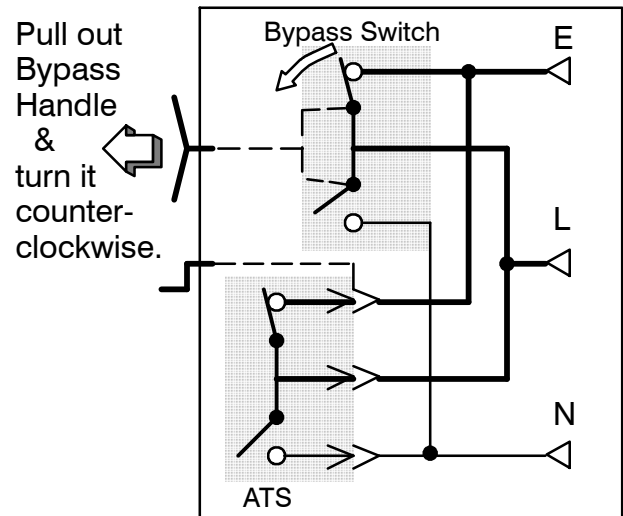 Pull out
Bypass
Handle
&
turn it
counter-
clockwise.
Bypass Switch
E
L
N
ATS